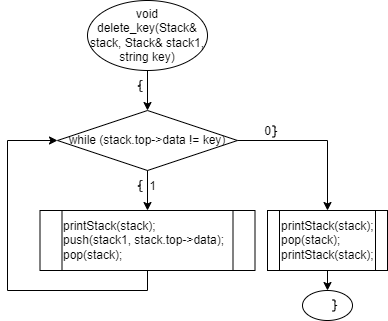 void
delete_key(Stack&
stack, Stack& stack1,
string key)
{
while (stack.top->data != key)
0}
{ 1
printStack(stack);
push(stack1, stack.top->data);
pop(stack);
printStack(stack);
pop(stack);
printStack(stack);
}